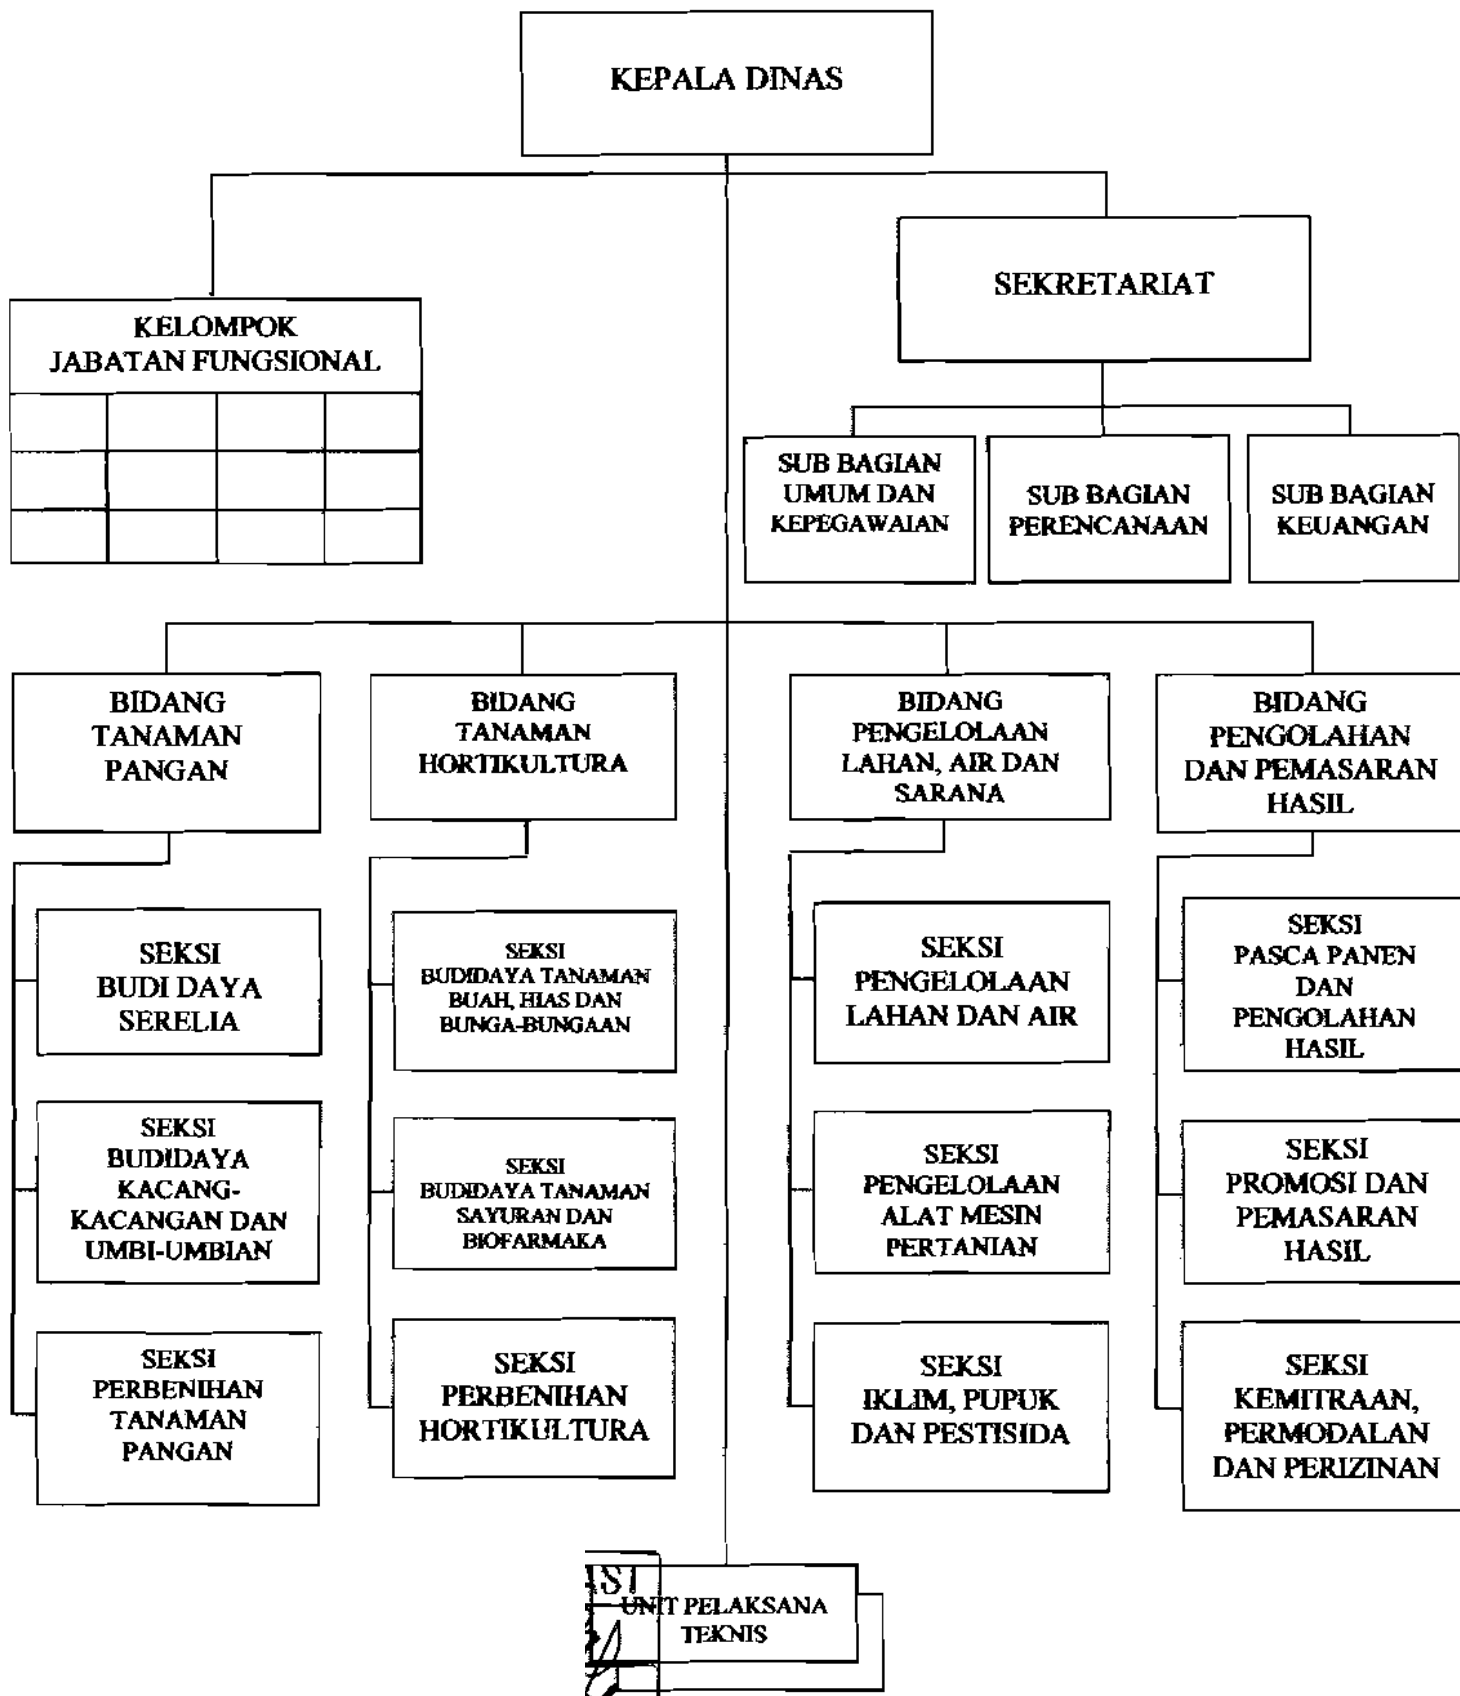 KEPALA DINAS
SEKRETARIAT
KELOMPOK
JABATAN FUNGSIONAL
SUB BAGIAN
UMUM DAN
KEPEGAWAIAN
SUB BAGIAN
PERENCANAAN
SUB BAGIAN
KEUANGAN
BIDANG
TANAMAN
PANGAN
BIDANG
TANAMAN
HORTIKULTURA
BIDANG
PENGELOLAAN
LAHAN, AIR DAN
SARANA
BIDANG
PENGOLAHAN
DAN PEMASARAN
HASIL
SEKSI
BUDI DAYA
SERELIA
SEKSI
BUDIDAYA TANAMAN
BUAH, HIAS DAN
BUNGA-BUNGAAN
SEKSI
PENGELOLAAN
LAHAN DAN AIR
SEKSI
PASCA PANEN
DAN
PENGOLAHAN
HASIL
SEKSI
BUDIDAYA
KACANG-
KACANGAN DAN
UMBI-UMBIAN
SEKSI
BUDIDAYA TANAMAN
SAYURAN DAN
BIOFARMAKA
SEKSI
PENGELOLAAN
ALAT MESIN
PERTANIAN
SEKSI
PROMOSI DAN
PEMASARAN
HASIL
SEKSI
PERBENIHAN
TANAMAN
PANGAN
SEKSI
PERBENIHAN
HORTIKULTURA
SEKSI
IKLIM, PUPUK
DAN PESTISIDA
SEKSI
KEMITRAAN,
PERMODALAN
DAN PERIZINAN
UNIT PELAKSANA
TEKNIS